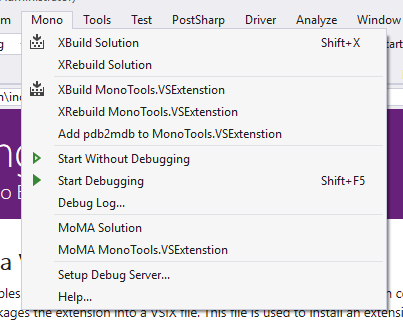 Administrator
Mono Tools Test PostSharp Driver Analyze Window
XBuild Solution Shift+X
XRebuild Solution
XBuild MonoTools.VSExtenstion
XRebuild MonoTools.VSExtenstion
Add pdb2mdb to MonoTools.VSExtenstion
Start Without Debugging
Start Debugging Shift+F5
Debug Log...
MoMA Solution
MoMA MonoTools.VSExtenstion
Setup Debug Server...
Help...
kages the extension into a VSIX file. This file is used to install an extensi